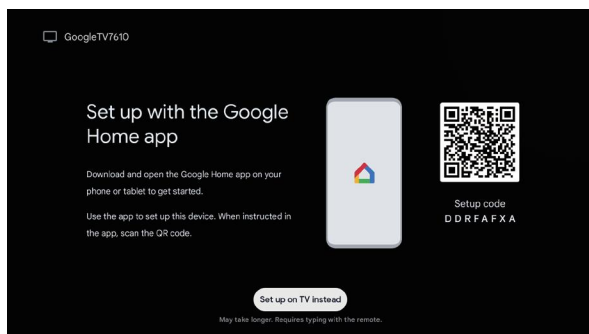 GoogleTV7610
Set up with the Google
Home app
Download and open the Google Home app on your
phone or tablet to get started.
Use the app to set up this device. When instructed in
the app, scan the QR code.
Setup code
DDRFAFXA
Set up on TV instead
May take longer. Requires typing with the remote.